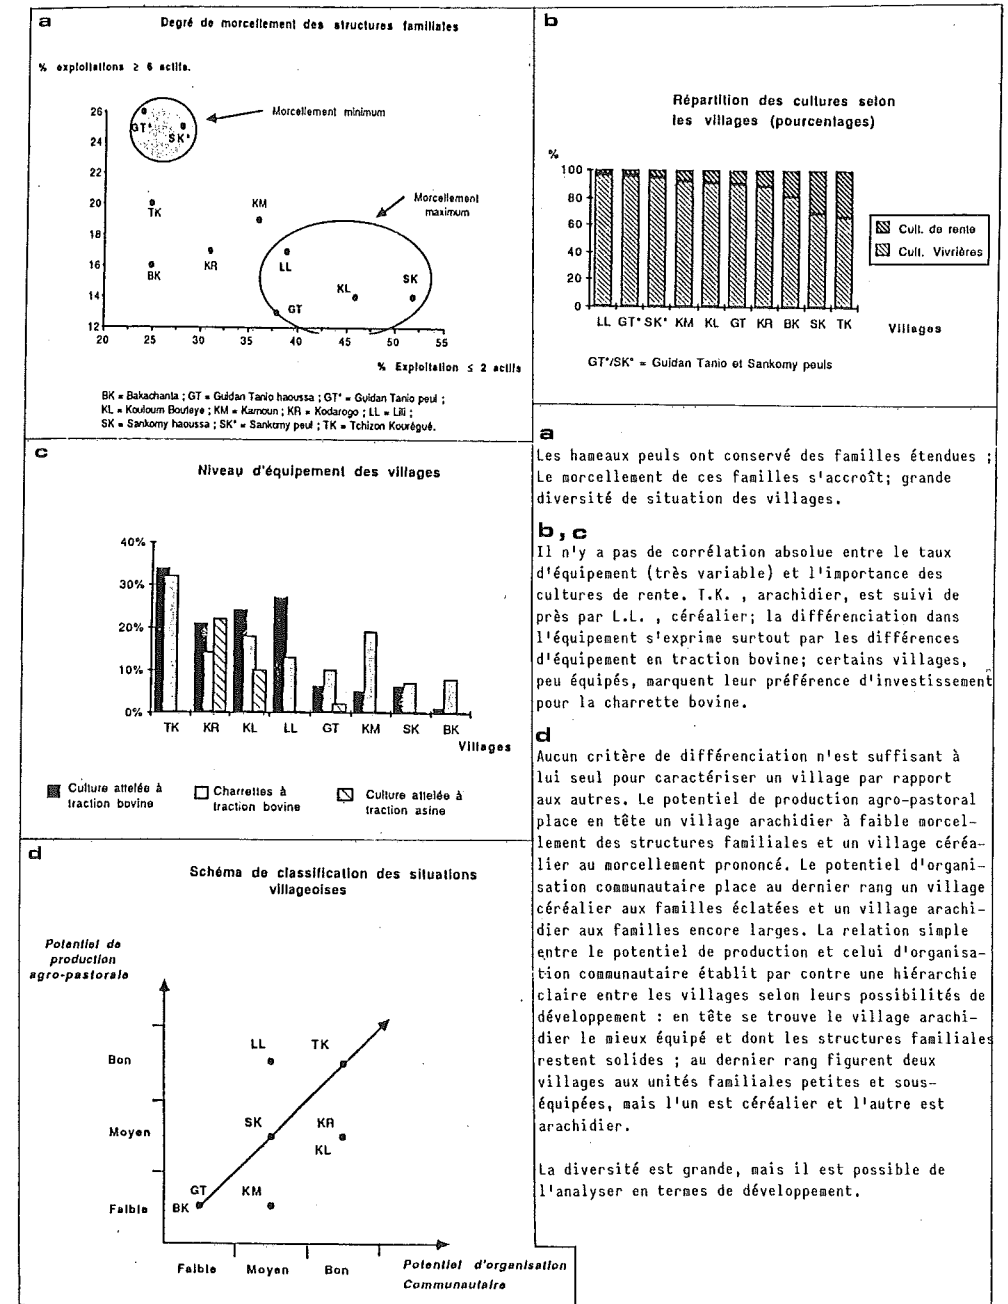 a
Degré de morcellement des structures familiales
% exploitations ≥ 6 actifs.
26
24
22
20
18
16
14
12
20 25 30 35 40 45 50 55
GT*
SK*
Morcellement minimum
Morcellement
maximum
TK
KM
BK
KR
LL
KL
SK
GT
% Exploitation ≤ 2 actifs
BK = Bakachanta ; GT = Guidan Tanio haoussa ; GT* = Guidan Tanio peul ;
KL = Kouloum Bouteye ; KM = Kamoun ; KR = Kodarogo ; LL = Lili ;
SK = Sankomy haoussa ; SK* = Sankomy peul ; TK = Tchizon Kourégué.
b
Répartition des cultures selon
les villages (pourcentages)
%
100
80
60
40
20
0
LL GT* SK* KM KL GT KR BK SK TK
Villages
Cult. de rente
Cult. Vivrières
GT*/SK* = Guidan Tanio et Sankomy peuls
c
Niveau d'équipement des villages
40%
30%
20%
10%
0%
TK KR KL LL GT KM SK BK
Villages
Culture attelée à
traction bovine
Charrettes à
traction bovine
Culture attelée à
traction asine
d
Schéma de classification des situations
villageoises
Potentiel de
production
agro-pastorale
Bon
Moyen
Faible
LL
TK
SK
KR
KL
GT
BK
KM
Faible Moyen Bon
Potentiel d'organisation
Communautaire
a
Les hameaux peuls ont conservé des familles étendues ;
Le morcellement de ces familles s'accroît; grande
diversité de situation des villages.
b,c
Il n'y a pas de corrélation absolue entre le taux
d'équipement (très variable) et l'importance des
cultures de rente. T.K. , arachidier, est suivi de
près par L.L. , céréalier; la différenciation dans
l'équipement s'exprime surtout par les différences
d'équipement en traction bovine; certains villages,
peu équipés, marquent leur préférence d'investissement
pour la charrette bovine.
d
Aucun critère de différenciation n'est suffisant à
lui seul pour caractériser un village par rapport
aux autres. Le potentiel de production agro-pastoral
place en tête un village arachidier à faible morcel-
lement des structures familiales et un village céréa-
lier au morcellement prononcé. Le potentiel d'organi-
sation communautaire place au dernier rang un village
céréalier aux familles éclatées et un village arachi-
dier aux familles encore larges. La relation simple
entre le potentiel de production et celui d'organisa-
tion communautaire établit par contre une hiérarchie
claire entre les villages selon leurs possibilités de
développement : en tête se trouve le village arachi-
dier le mieux équipé et dont les structures familiales
restent solides ; au dernier rang figurent deux
villages aux unités familiales petites et sous-
équipées, mais l'un est céréalier et l'autre est
arachidier.
La diversité est grande, mais il est possible de
l'analyser en termes de développement.